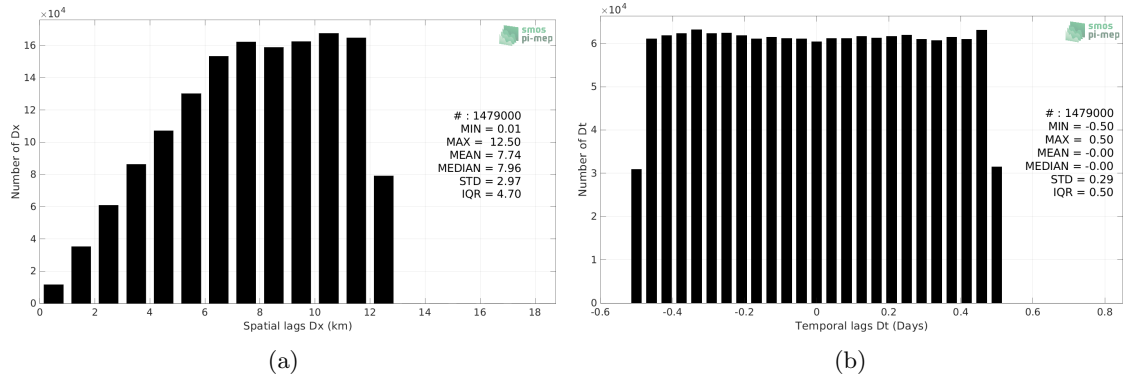 ×10⁴
16
14
12
10
8
6
4
2
0
Number of Dx
0 2 4 6 8 10 12 14 16 18
Spatial lags Dx (km)
smos
pi-mep
# : 1479000
MIN = 0.01
MAX = 12.50
MEAN = 7.74
MEDIAN = 7.96
STD = 2.97
IQR = 4.70
(a)
×10⁴
6
5
4
3
2
1
0
Number of Dt
-0.6 -0.4 -0.2 0 0.2 0.4 0.6 0.8
Temporal lags Dt (Days)
smos
pi-mep
# : 1479000
MIN = -0.50
MAX = 0.50
MEAN = -0.00
MEDIAN = -0.00
STD = 0.29
IQR = 0.50
(b)